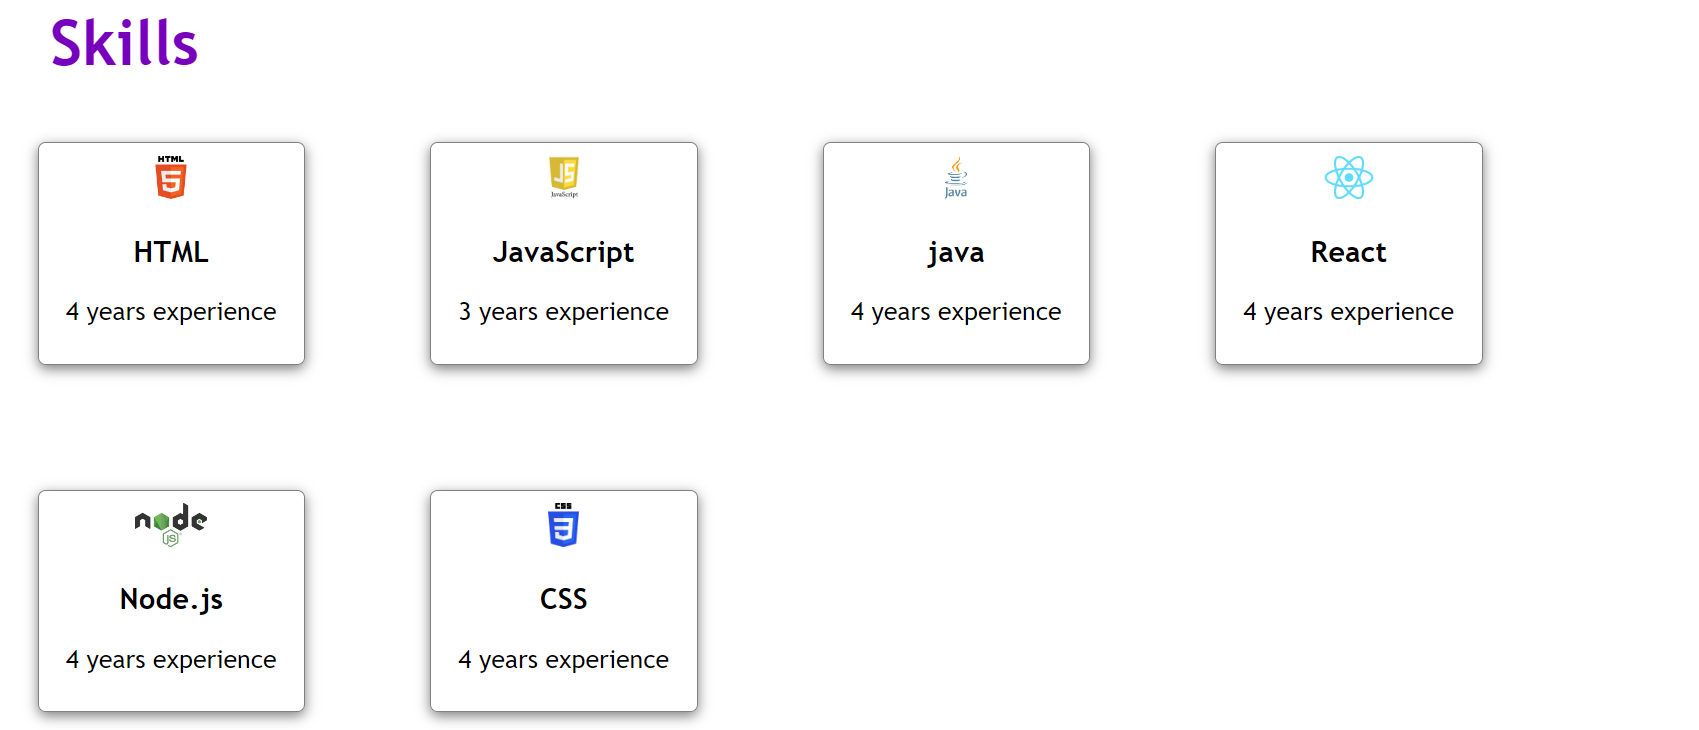 Skills
HTML
HTML
4 years experience
JS
JavaScript
JavaScript
3 years experience
Java
java
4 years experience
React
4 years experience
node
JS
Node.js
4 years experience
CSS
CSS
4 years experience